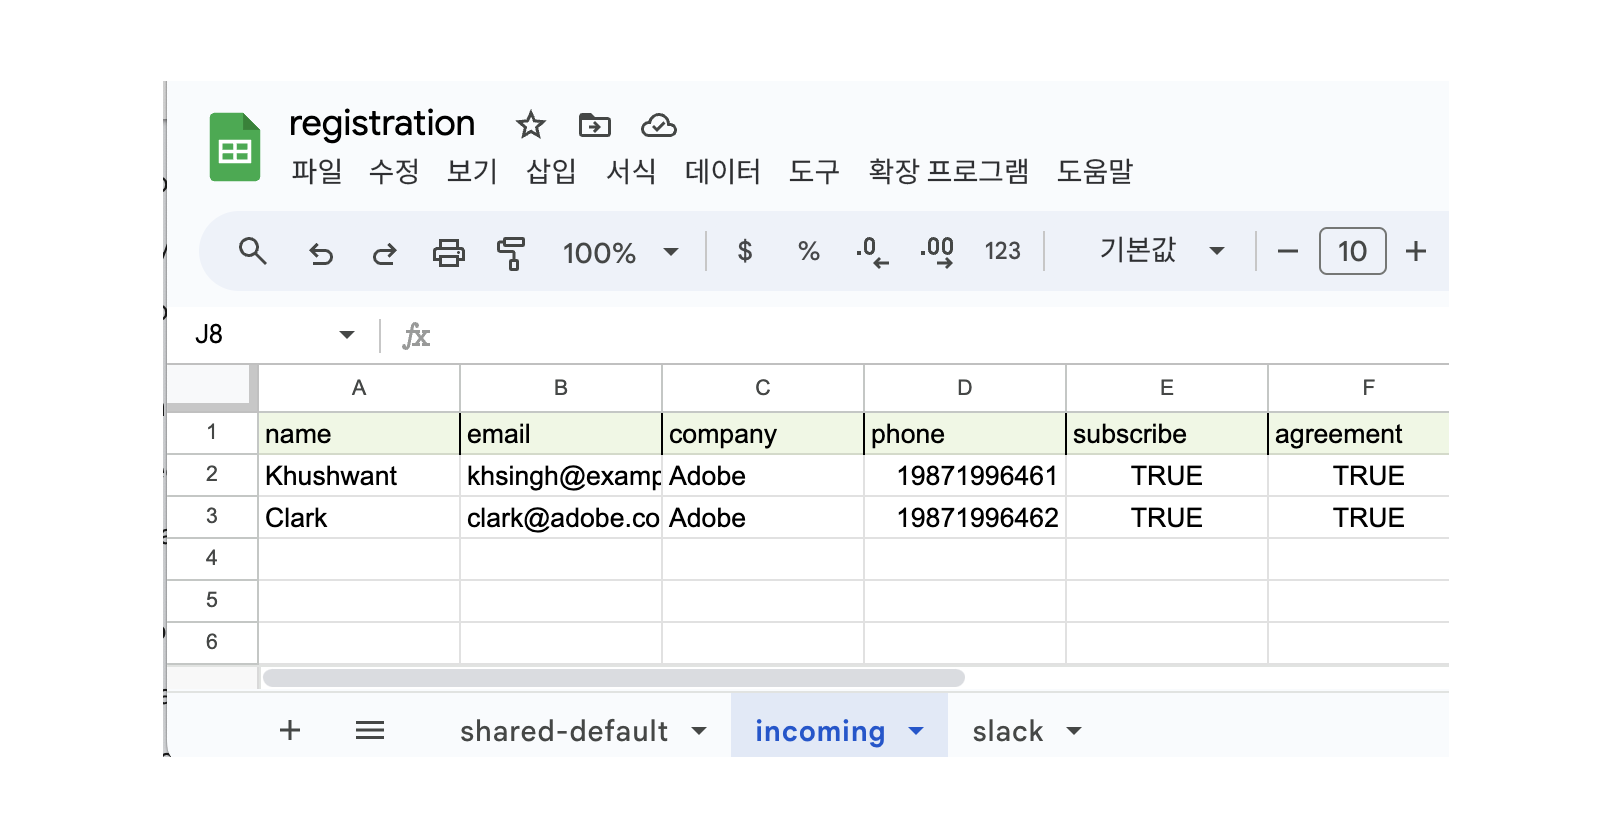 registration
파일 수정 보기 삽입 서식 데이터 도구 확장 프로그램 도움말
100% $ % .0 .00 123 기본값 10
J8 fx
A B C D E F
1 name email company phone subscribe agreement
2 Khushwant khsingh@examp Adobe 19871996461 TRUE TRUE
3 Clark clark@adobe.co Adobe 19871996462 TRUE TRUE
4
5
6
shared-default incoming slack